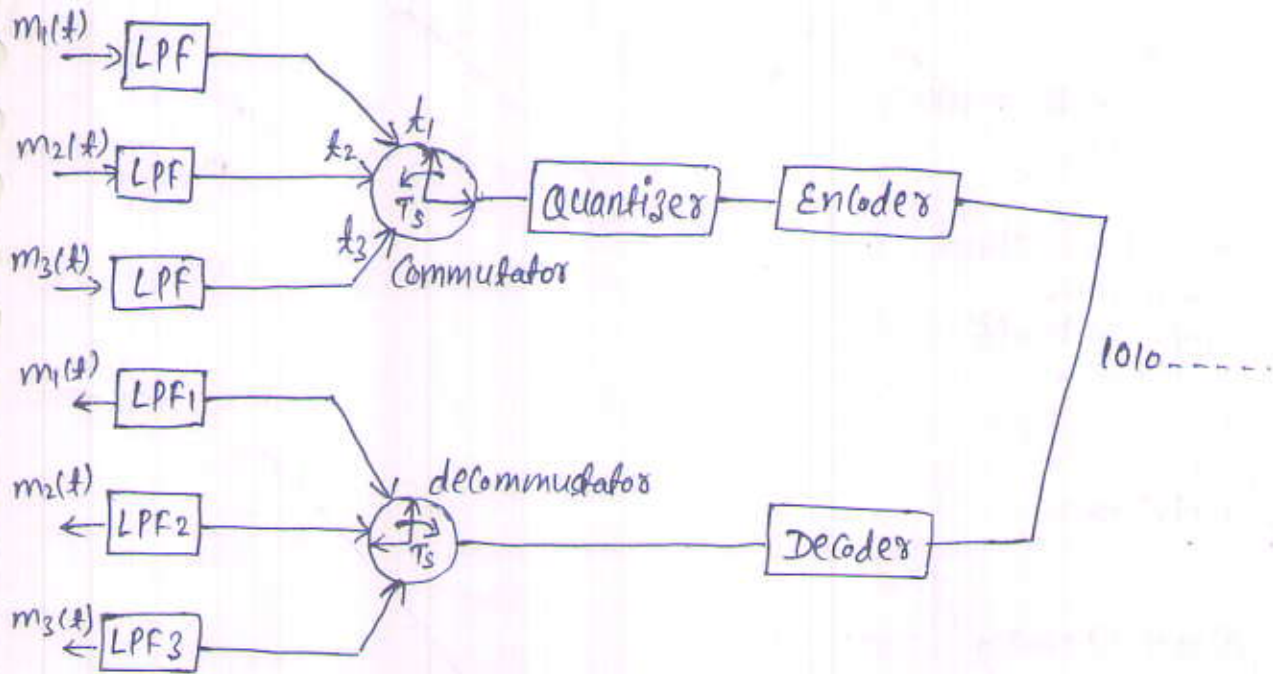 m1(t)
LPF
t1
m2(t)
LPF
t2
Ts
Quantizer
Encoder
m3(t)
LPF
t3
Commutator
1010-----
m1(t)
LPF1
decommutator
m2(t)
LPF2
Ts
Decoder
m3(t)
LPF3